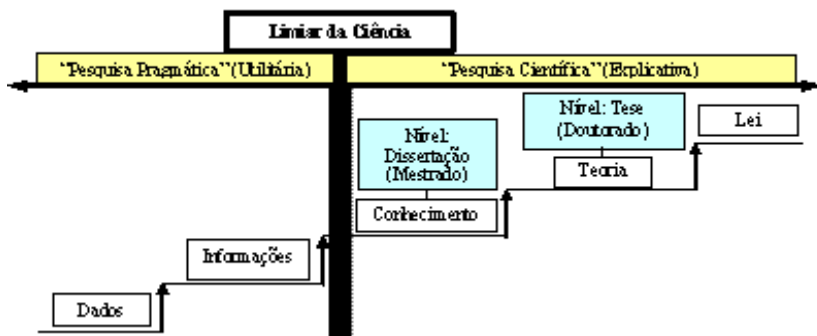 Limiar da Ciência
“Pesquisa Pragmática” (Utilitária)
“Pesquisa Científica” (Explicativa)
Nível:
Dissertação
(Mestrado)
Nível: Tese
(Doutorado)
Lei
Teoria
Conhecimento
Informações
Dados